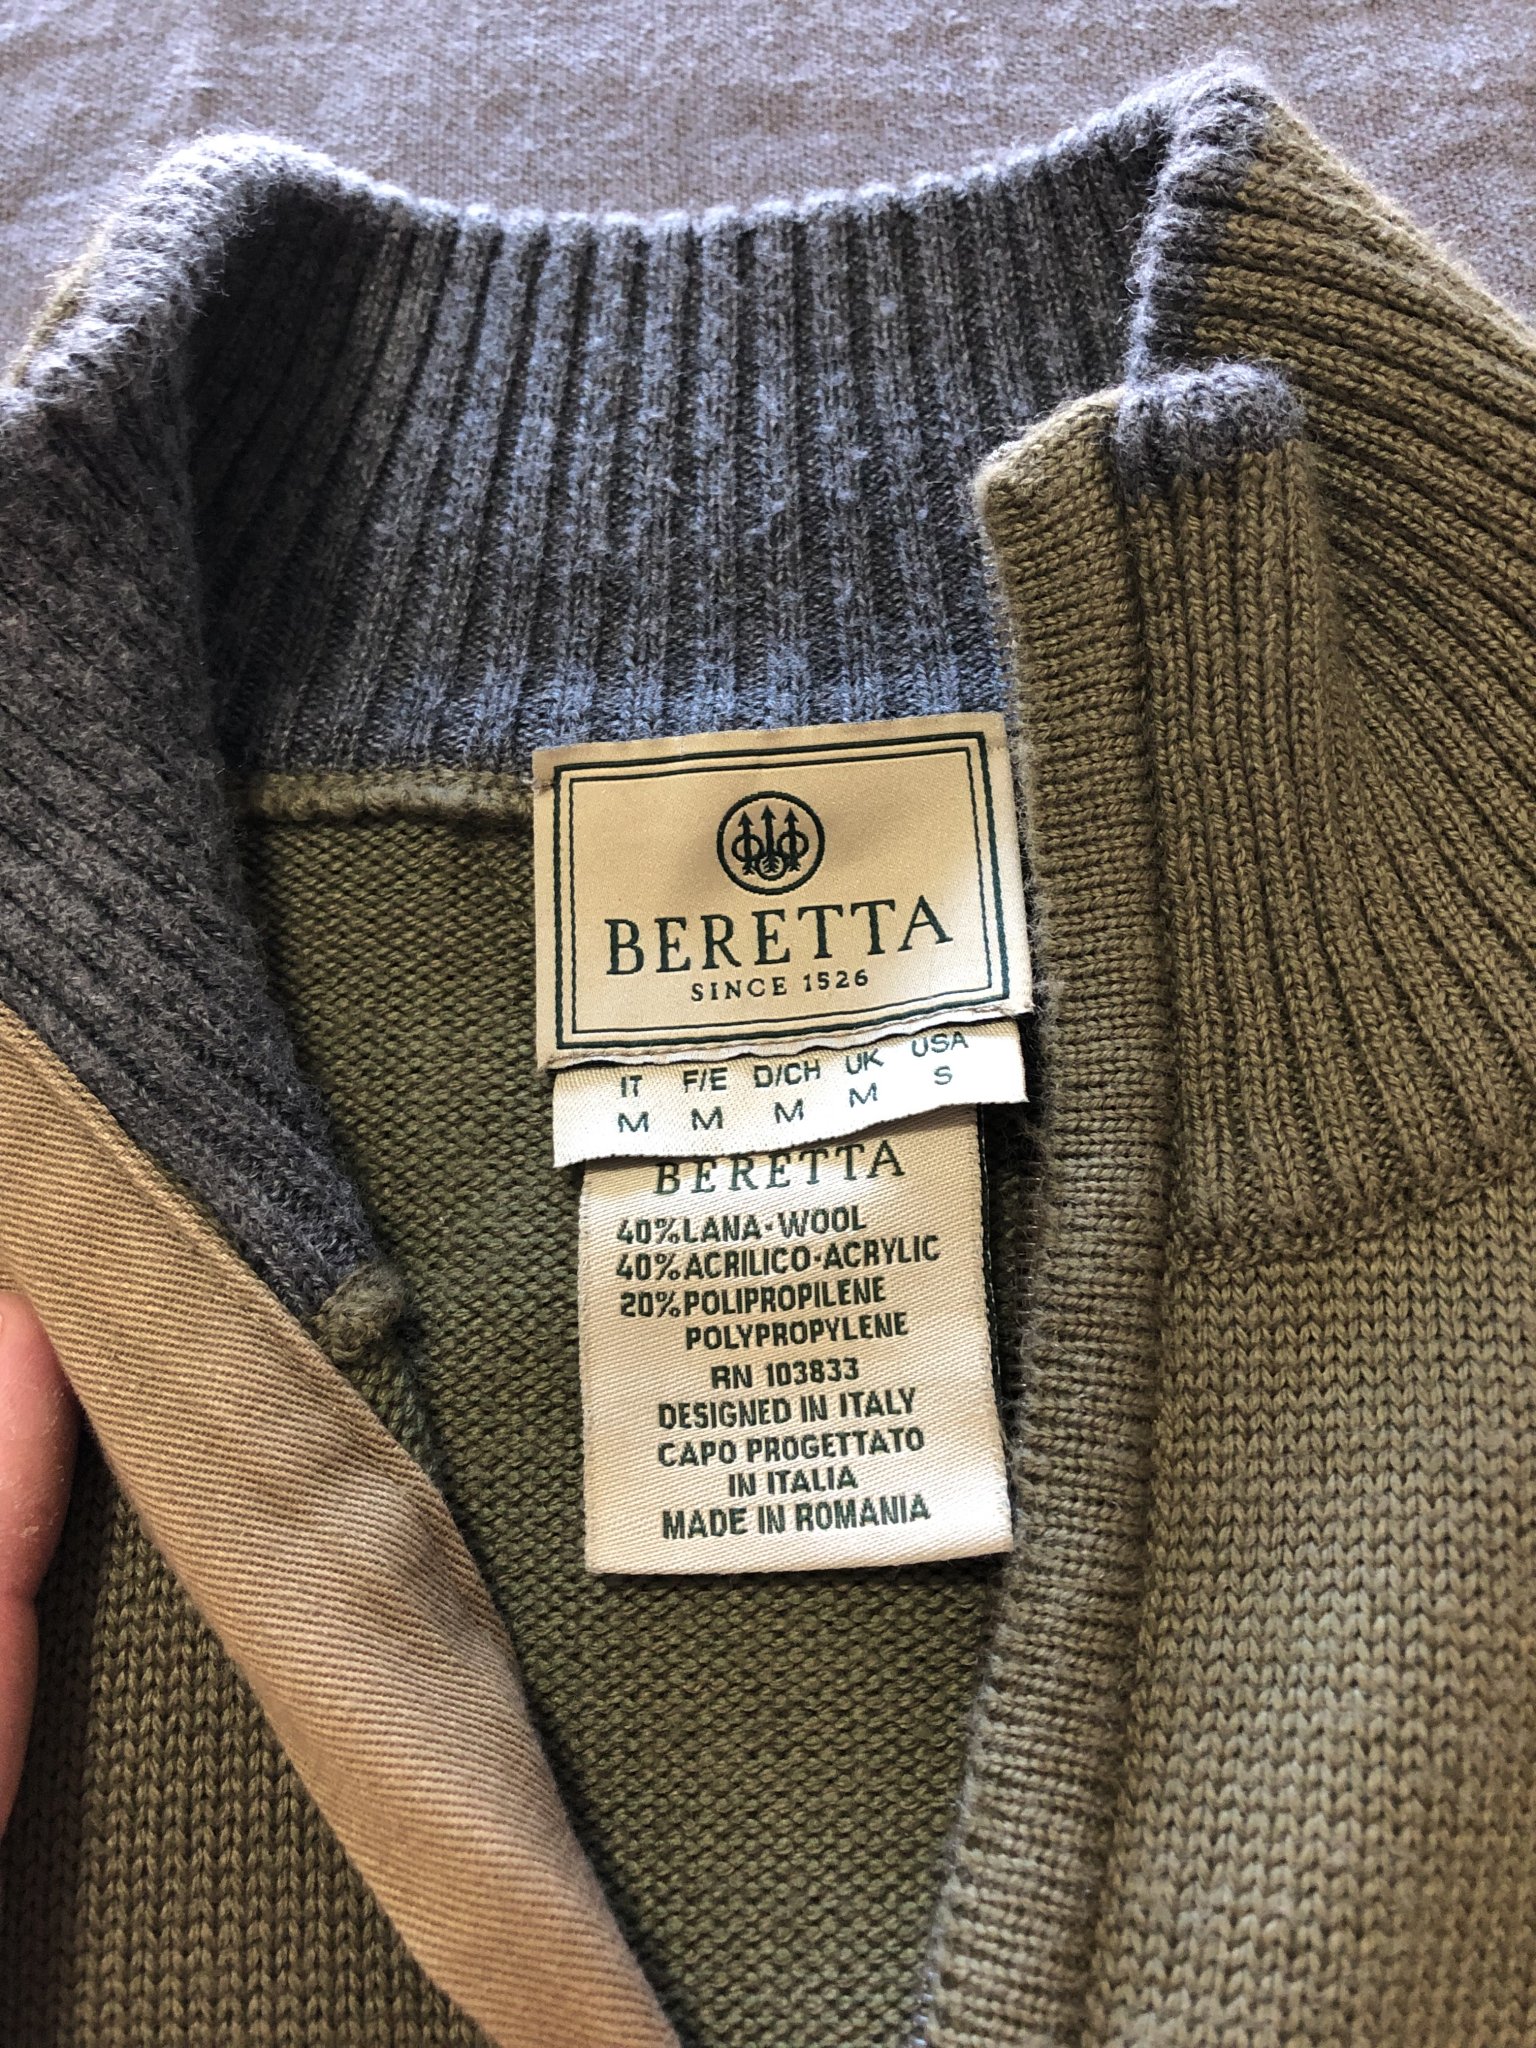 BERETTA
SINCE 1526
IT F/E D/CH UK USA
M M M M S
BERETTA
40% LANA-WOOL
40% ACRILICO-ACRYLIC
20% POLIPROPILENE
POLYPROPYLENE
RN 103833
DESIGNED IN ITALY
CAPO PROGETTATO
IN ITALIA
MADE IN ROMANIA